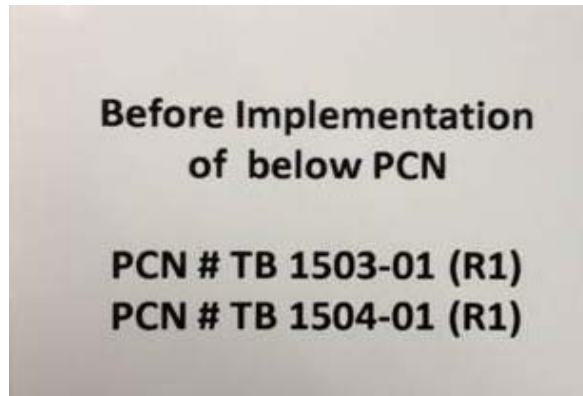 Before Implementation
of below PCN
PCN # TB 1503-01 (R1)
PCN # TB 1504-01 (R1)